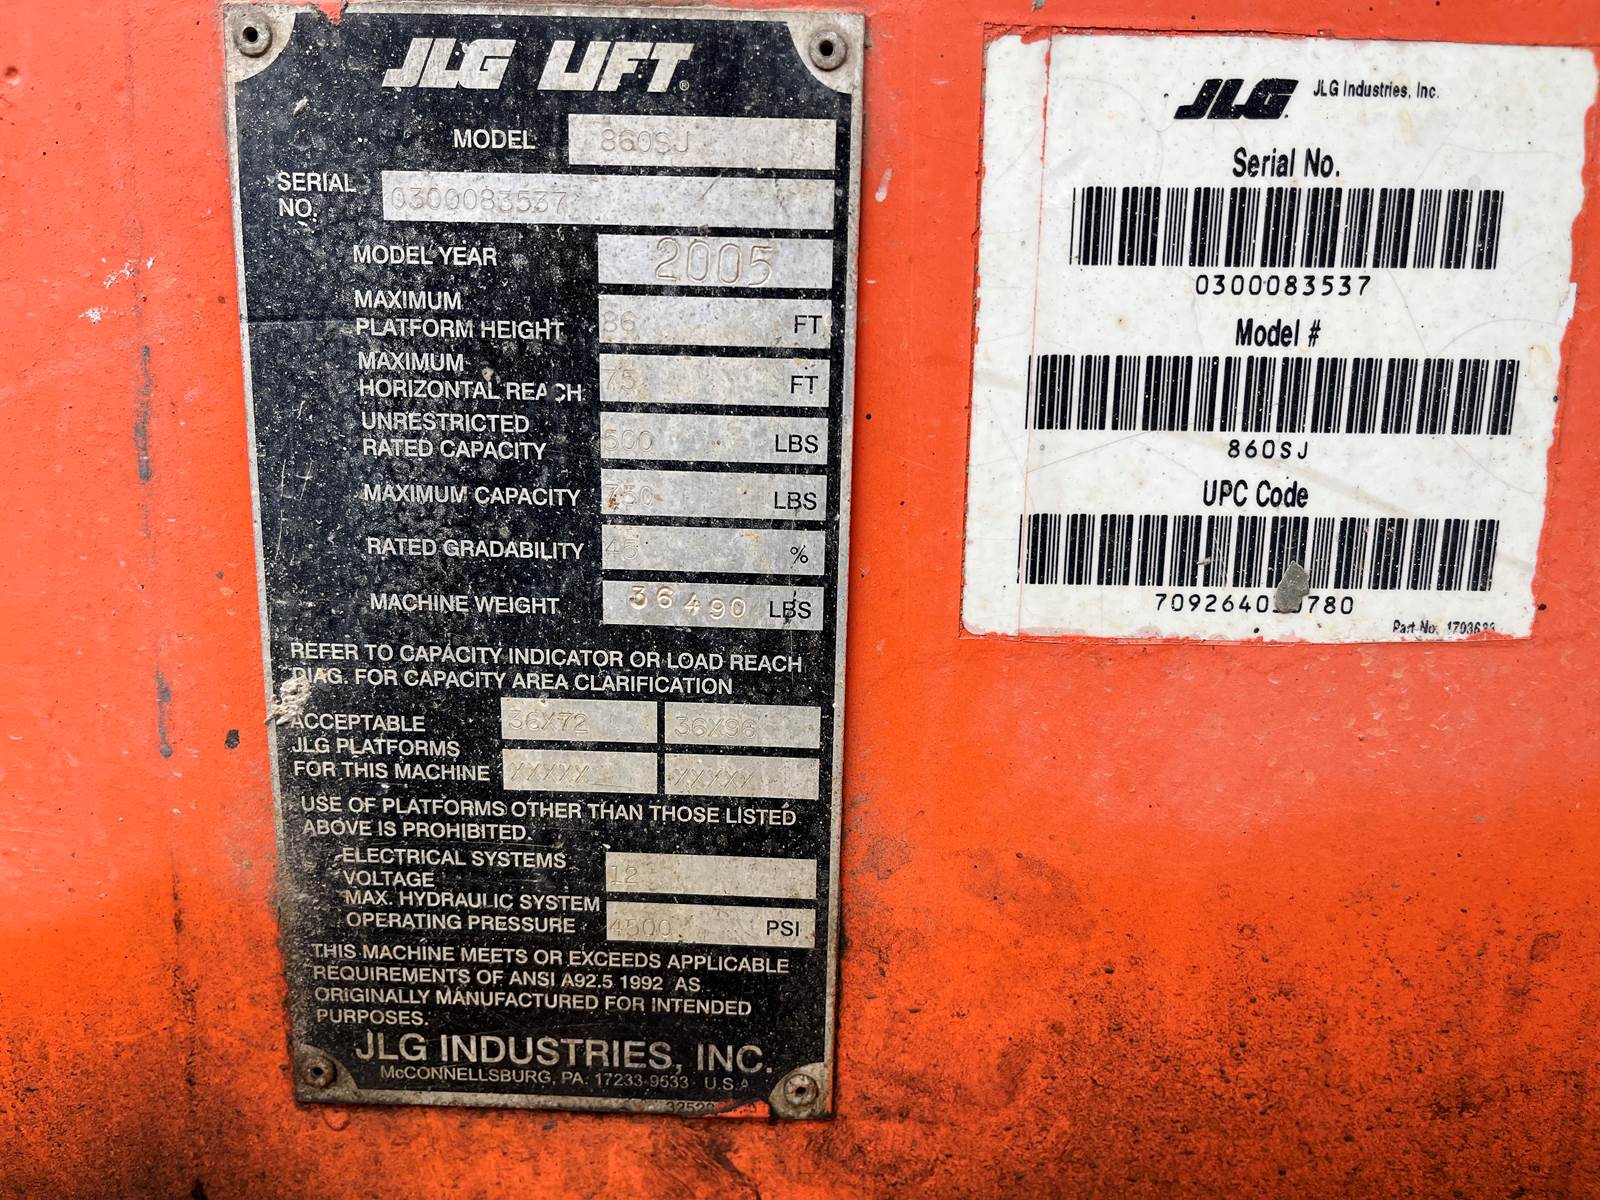 JLG LIFT®
MODEL 860SJ
SERIAL NO. 0300083537
MODEL YEAR 2005
MAXIMUM
PLATFORM HEIGHT 86 FT
MAXIMUM
HORIZONTAL REACH 75 FT
UNRESTRICTED
RATED CAPACITY 500 LBS
MAXIMUM CAPACITY 750 LBS
RATED GRADABILITY 45 %
MACHINE WEIGHT 36490 LBS
REFER TO CAPACITY INDICATOR OR LOAD REACH
DIAG. FOR CAPACITY AREA CLARIFICATION
ACCEPTABLE 36X72 36X96
JLG PLATFORMS
FOR THIS MACHINE XXXXX XXXXX
USE OF PLATFORMS OTHER THAN THOSE LISTED
ABOVE IS PROHIBITED.
ELECTRICAL SYSTEMS
VOLTAGE 12
MAX. HYDRAULIC SYSTEM
OPERATING PRESSURE 4500 PSI
THIS MACHINE MEETS OR EXCEEDS APPLICABLE
REQUIREMENTS OF ANSI A92.5 1992 AS
ORIGINALLY MANUFACTURED FOR INTENDED
PURPOSES.
JLG INDUSTRIES, INC.
McCONNELLSBURG, PA. 17233-9533 U.S.A.
JLG JLG Industries, Inc.
Serial No.
0300083537
Model #
860SJ
UPC Code
Part No.